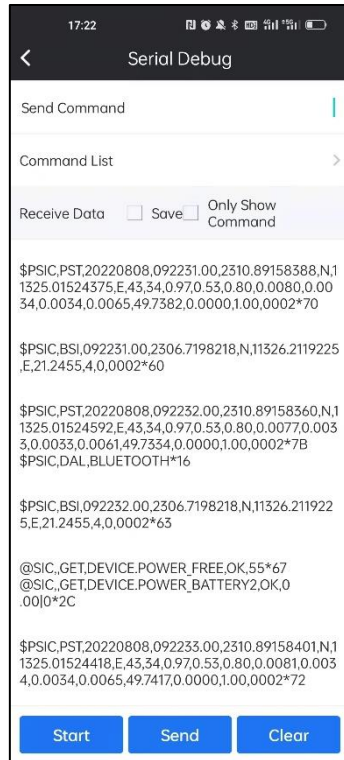 17:22
Serial Debug
Send Command
Command List
Receive Data
Save
Only Show
Command
$PSIC,PST,20220808,092231.00,2310.89158388,N,1
1325.01524375,E,43,34,0.97,0.53,0.80,0.0080,0.00
34,0.0034,0.0065,49.7382,0.0000,1.00,0002*70
$PSIC,BSI,092231.00,2306.7198218,N,11326.2119225
,E,21.2455,4,0,0002*60
$PSIC,PST,20220808,092232.00,2310.89158360,N,1
1325.01524592,E,43,34,0.97,0.53,0.80,0.0077,0.003
3,0.0033,0.0061,49.7334,0.0000,1.00,0002*7B
$PSIC,DAL,BLUETOOTH*16
$PSIC,BSI,092232.00,2306.7198218,N,11326.211922
5,E,21.2455,4,0,0002*63
@SIC,,GET,DEVICE.POWER_FREE,OK,55*67
@SIC,,GET,DEVICE.POWER_BATTERY2,OK,0
.00|0*2C
$PSIC,PST,20220808,092233.00,2310.89158401,N,1
1325.01524418,E,43,34,0.97,0.53,0.80,0.0081,0.003
4,0.0034,0.0065,49.7417,0.0000,1.00,0002*72
Start
Send
Clear